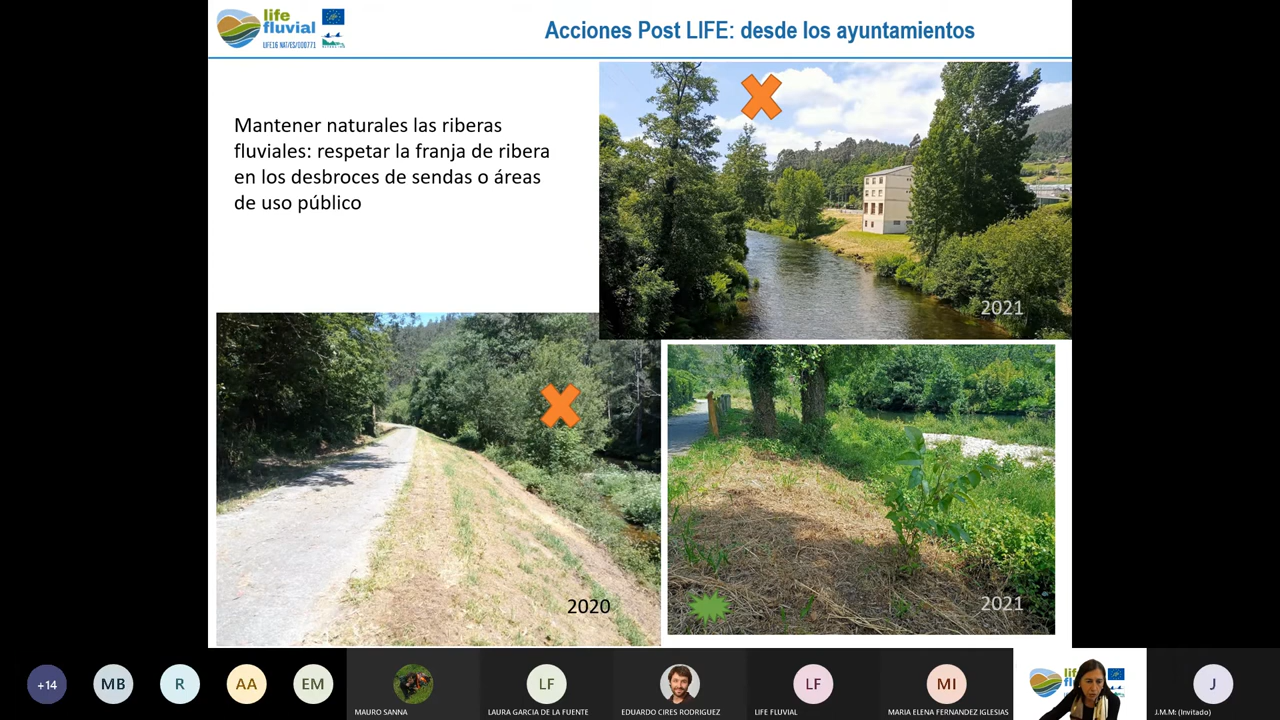 life
fluvial
LIFE16 NAT/ES/000771
Acciones Post LIFE: desde los ayuntamientos
Mantener naturales las riberas
fluviales: respetar la franja de ribera
en los desbroces de sendas o áreas
de uso público
2021
2020
2021
+14
MB
R
AA
EM
MAURO SANNA
LF
LAURA GARCIA DE LA FUENTE
EDUARDO CIRES RODRIGUEZ
LF
LIFE FLUVIAL
MI
MARIA ELENA FERNANDEZ IGLESIAS
J
J.M.M: (Invitado)